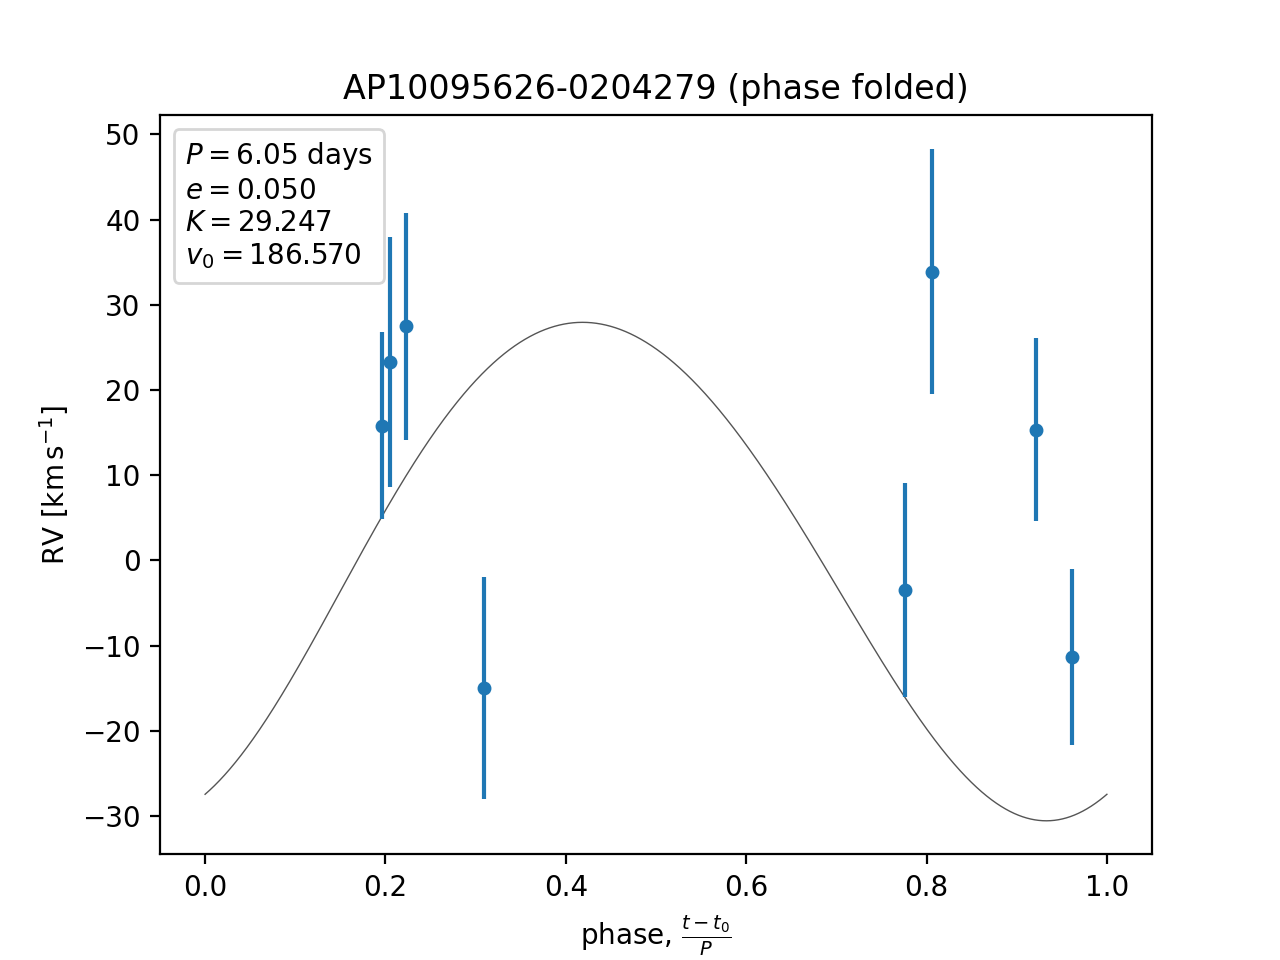 AP10095626-0204279 (phase folded)
P = 6.05 days
e = 0.050
K = 29.247
v₀ = 186.570
50
40
30
20
10
0
−10
−20
−30
RV [km s⁻¹]
0.0 0.2 0.4 0.6 0.8 1.0
phase, (t − t₀)/P